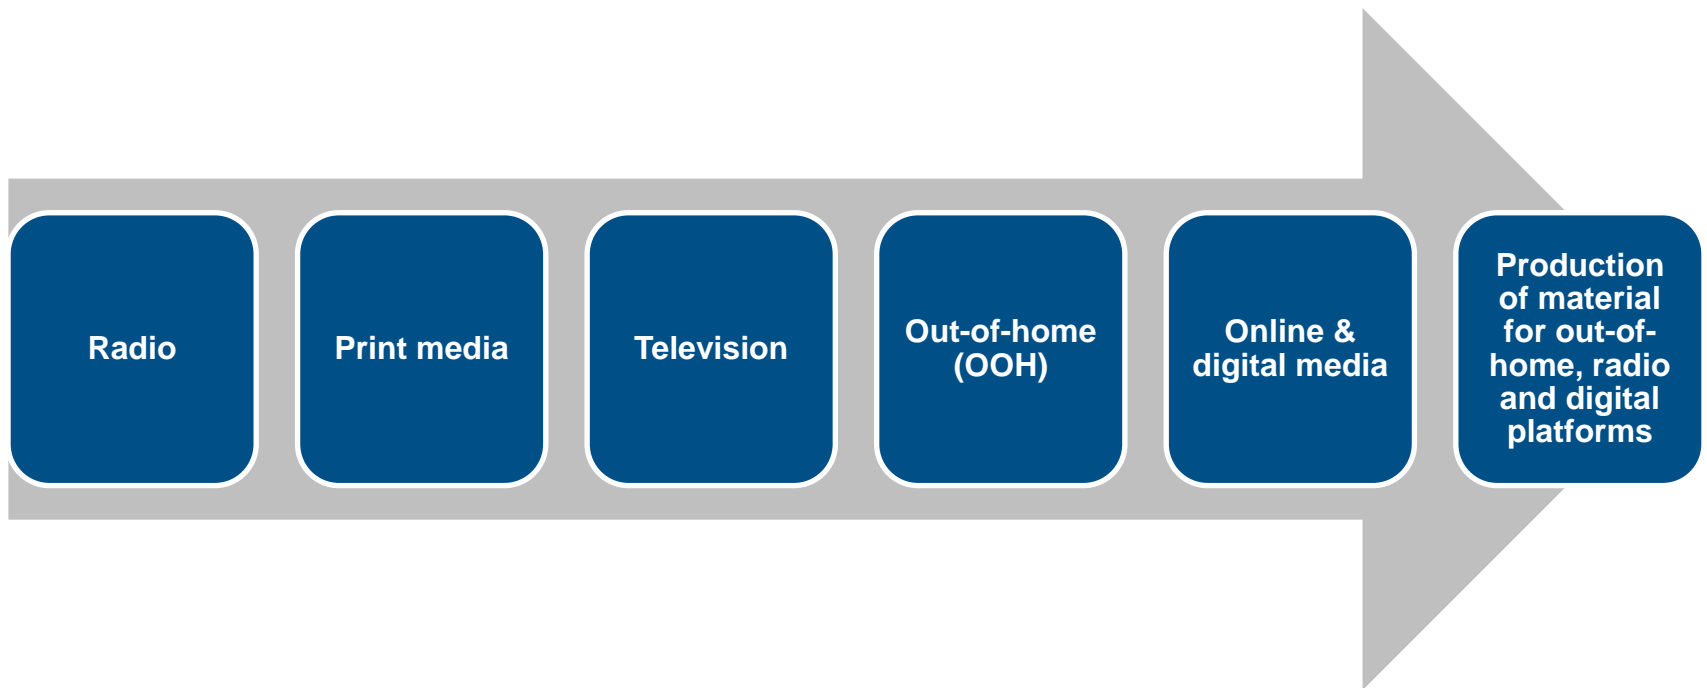 Radio
Print media
Television
Out-of-home
(OOH)
Online &
digital media
Production
of material
for out-of-
home, radio
and digital
platforms